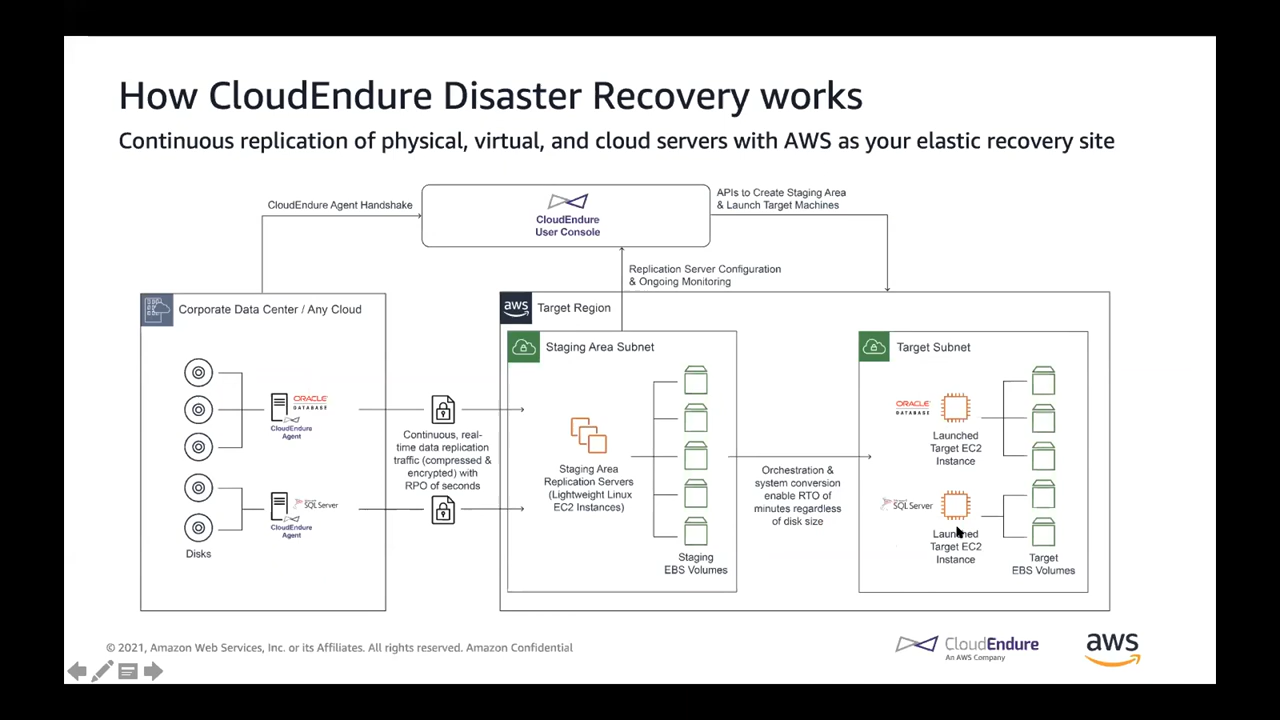 How CloudEndure Disaster Recovery works
Continuous replication of physical, virtual, and cloud servers with AWS as your elastic recovery site
CloudEndure Agent Handshake
CloudEndure
User Console
APIs to Create Staging Area
& Launch Target Machines
Replication Server Configuration
& Ongoing Monitoring
Corporate Data Center / Any Cloud
ORACLE
DATABASE
CloudEndure
Agent
SQL Server
CloudEndure
Agent
Disks
Continuous, real-
time data replication
traffic (compressed &
encrypted) with
RPO of seconds
aws
Target Region
Staging Area Subnet
Staging Area
Replication Servers
(Lightweight Linux
EC2 Instances)
Staging
EBS Volumes
Orchestration &
system conversion
enable RTO of
minutes regardless
of disk size
Target Subnet
ORACLE
DATABASE
Launched
Target EC2
Instance
SQL Server
Launched
Target EC2
Instance
Target
EBS Volumes
© 2021, Amazon Web Services, Inc. or its Affiliates. All rights reserved. Amazon Confidential
CloudEndure
An AWS Company
aws